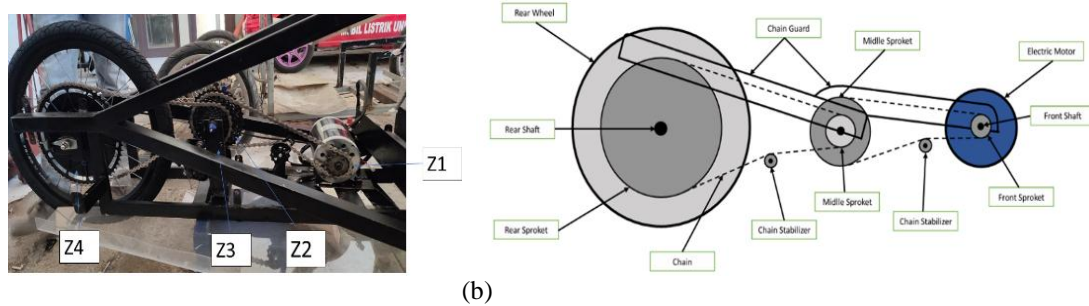 BIL LISTRIK UN
Z1
Z4
Z3
Z2
Rear Wheel
Chain Guard
Midlle Sproket
Electric Motor
Rear Shaft
Front Shaft
Rear Sproket
Chain
Chain Stabilizer
Midlle Sproket
Chain Stabilizer
Front Sproket
(b)